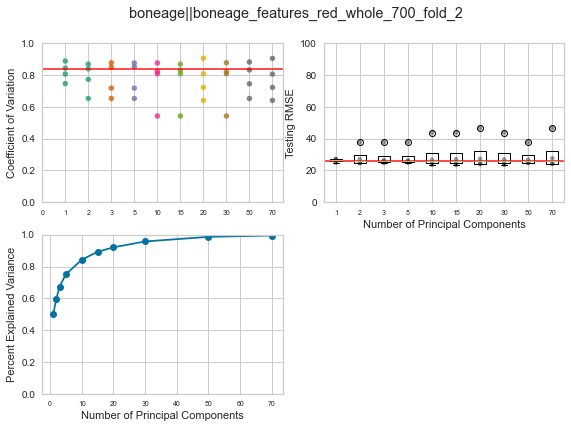 boneage||boneage_features_red_whole_700_fold_2
Coefficient of Variation
1.0
0.8
0.6
0.4
0.2
0.0
0 1 2 3 5 10 15 20 30 50 70
Testing RMSE
100
80
60
40
20
0
1 2 3 5 10 15 20 30 50 70
Number of Principal Components
Percent Explained Variance
1.0
0.8
0.6
0.4
0.2
0.0
0 10 20 30 40 50 60 70
Number of Principal Components